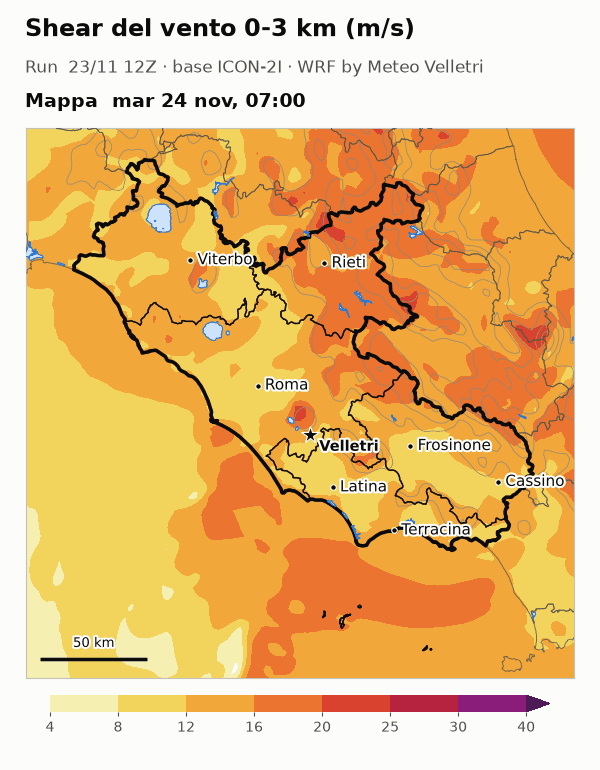 Shear del vento 0-3 km (m/s)
Run  23/11 12Z · base ICON-2I · WRF by Meteo Velletri
Mappa  mar 24 nov, 07:00
Viterbo
Rieti
Roma
Velletri
Frosinone
Cassino
Latina
Terracina
50 km
4 8 12 16 20 25 30 40